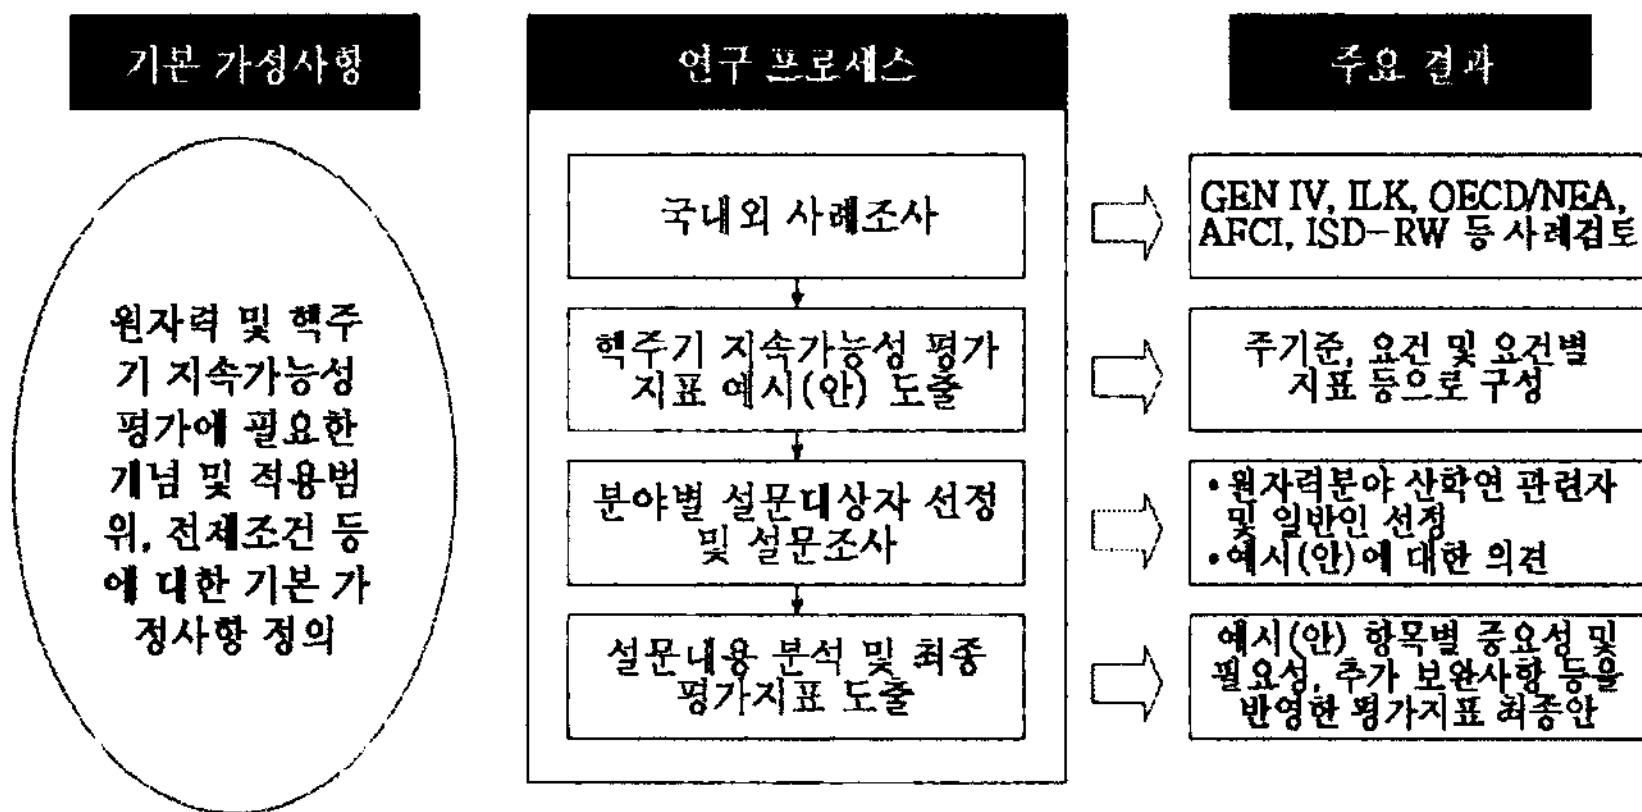 기본 가정사항
원자력 및 핵주
기 지속가능성
평가에 필요한
개념 및 적용범
위, 전제조건 등
에 대한 기본 가
정사항 정의
연구 프로세스
국내외 사례조사
핵주기 지속가능성 평가
지표 예시(안) 도출
분야별 설문대상자 선정
및 설문조사
설문내용 분석 및 최종
평가지표 도출
주요 결과
GEN IV, ILK, OECD/NEA,
AFCI, ISD-RW 등 사례검토
주기준, 요건 및 요건별
지표 등으로 구성
• 원자력분야 산학연 관련자
및 일반인 선정
• 예시(안)에 대한 의견
예시(안) 항목별 중요성 및
필요성, 추가 보완사항 등을
반영한 평가지표 최종안